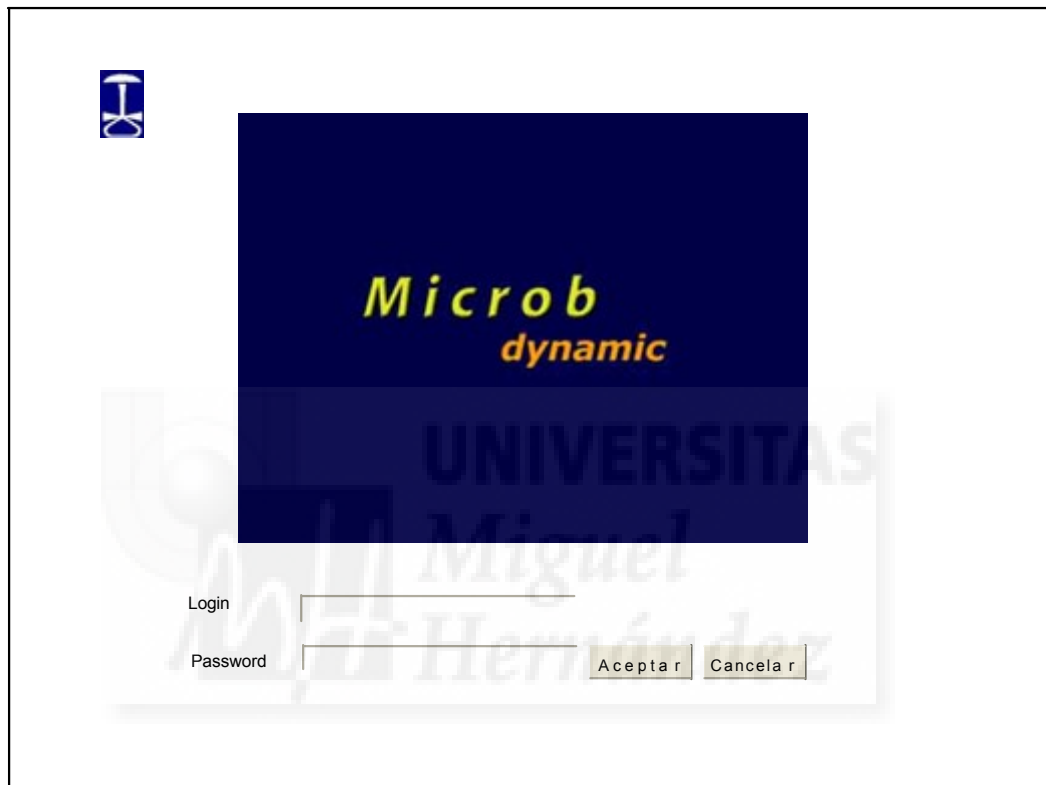 Microb
dynamic
UNIVERSITAS
Miguel
Hernández
Login
Password
Aceptar Cancelar